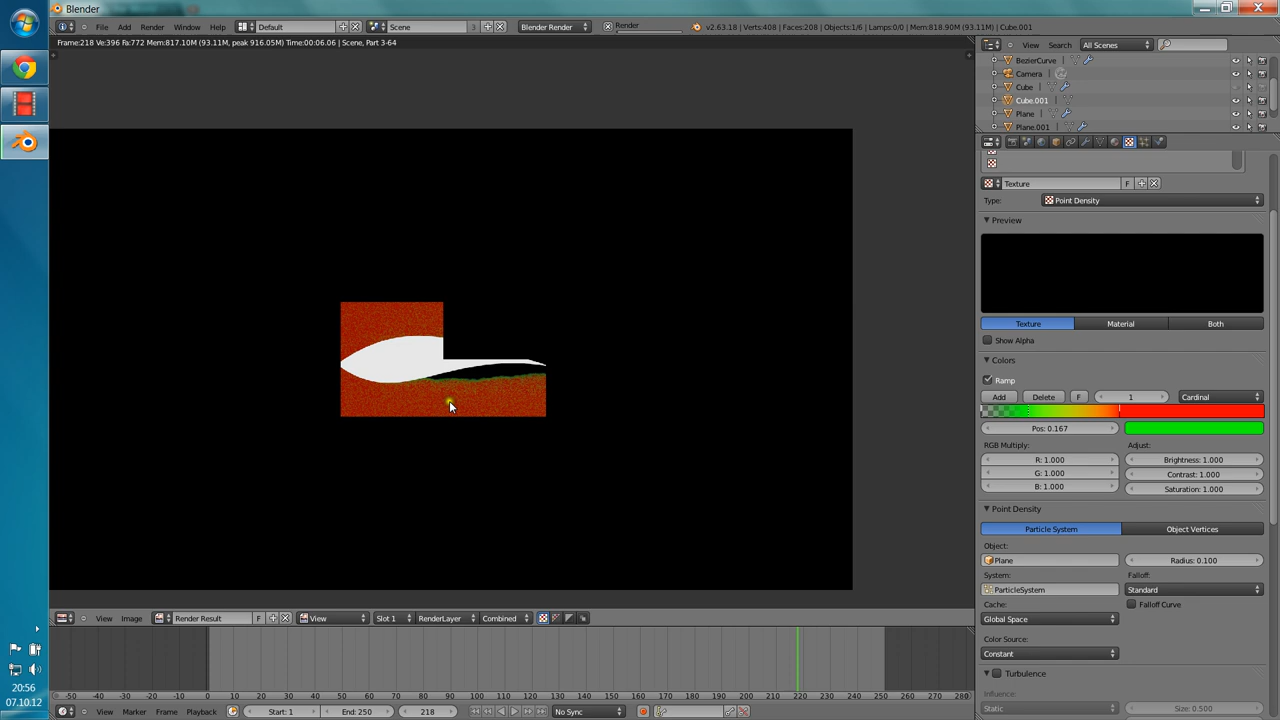 Blender
File Add Render Window Help Default Scene 3 Blender Render Render v2.63.18 | Verts:408 | Faces:208 | Objects:1/6 | Lamps:0/0 | Mem:818.90M (93.11M) | Cube.001
Frame:218 Ve:396 Fa:772 Mem:817.10M (93.11M, peak 916.05M) Time:00:06.06 | Scene, Part 3-64
View Search All Scenes
BezierCurve
Camera
Cube
Cube.001
Plane
Plane.001
Texture F
Type: Point Density
Preview
Texture Material Both
Show Alpha
Colors
Ramp
Add Delete F 1 Cardinal
Pos: 0.167
RGB Multiply: Adjust:
R: 1.000 Brightness: 1.000
G: 1.000 Contrast: 1.000
B: 1.000 Saturation: 1.000
Point Density
Particle System Object Vertices
Object:
Plane Radius: 0.100
System: Falloff:
ParticleSystem Standard
Cache: Falloff Curve
Global Space
Color Source:
Constant
Turbulence
Influence:
Static Size: 0.500
View Image Render Result F View Slot 1 RenderLayer Combined
-50 -40 -30 -20 -10 0 10 20 30 40 50 60 70 80 90 100 110 120 130 140 150 160 170 180 190 200 210 220 230 240 250 260 270 280
View Marker Frame Playback Start: 1 End: 250 218 No Sync
20:56
07.10.12